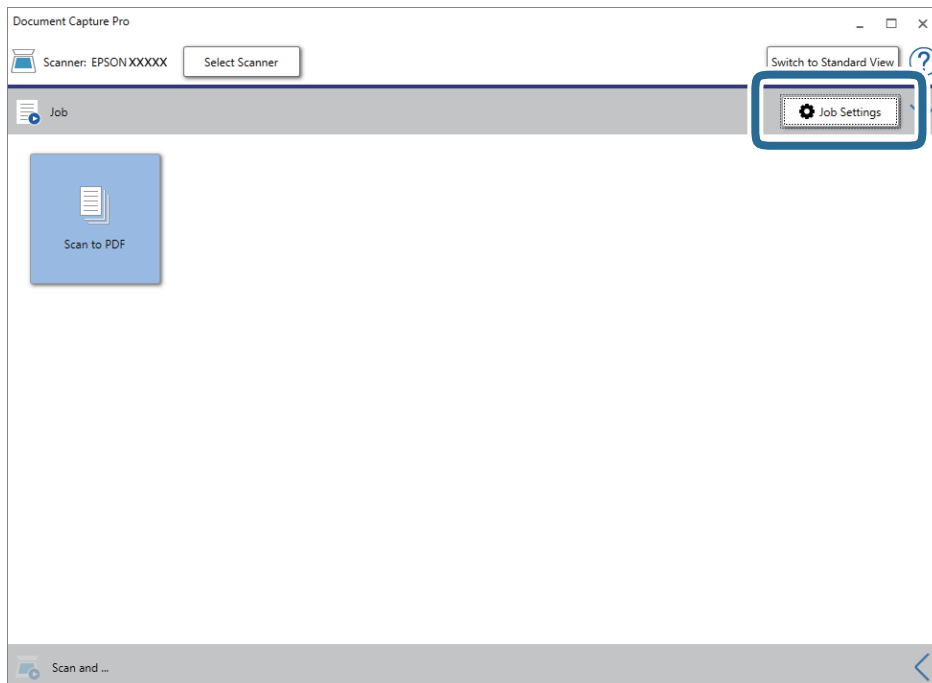 Document Capture Pro
Scanner: EPSON XXXXX
Select Scanner
Switch to Standard View
?
Job
Job Settings
Scan to PDF
Scan and ...